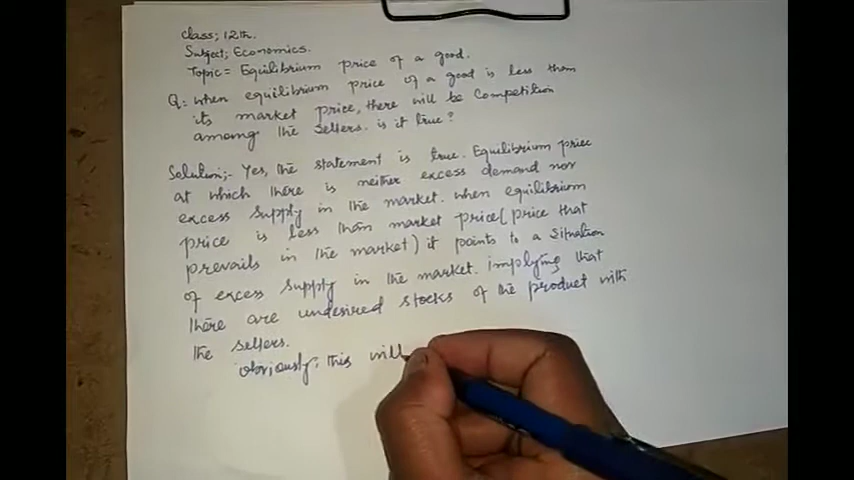 Class; 12th.
Subject; Economics.
Topic = Equilibrium price of a good.
Q: when equilibrium price of a good is less than
its market price, there will be Competition
among the sellers. is it true?
Solution;- Yes, the statement is true. Equilibrium price
at which there is neither excess demand nor
excess supply in the market. when equilibrium
price is less than market price (price that
prevails in the market) it points to a situation
of excess supply in the market. implying that
there are undesired stocks of the product with
the sellers.
obviously; this will